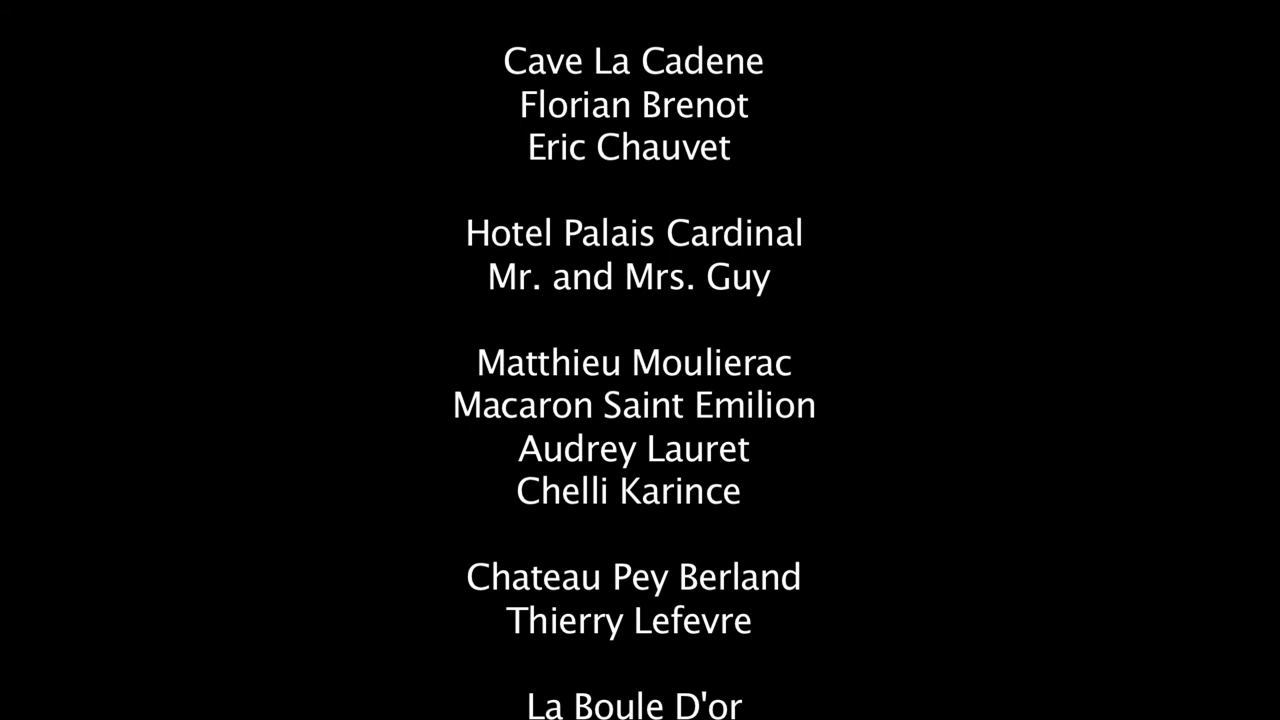 Cave La Cadene
Florian Brenot
Eric Chauvet
Hotel Palais Cardinal
Mr. and Mrs. Guy
Matthieu Moulierac
Macaron Saint Emilion
Audrey Lauret
Chelli Karince
Chateau Pey Berland
Thierry Lefevre
La Boule D'or